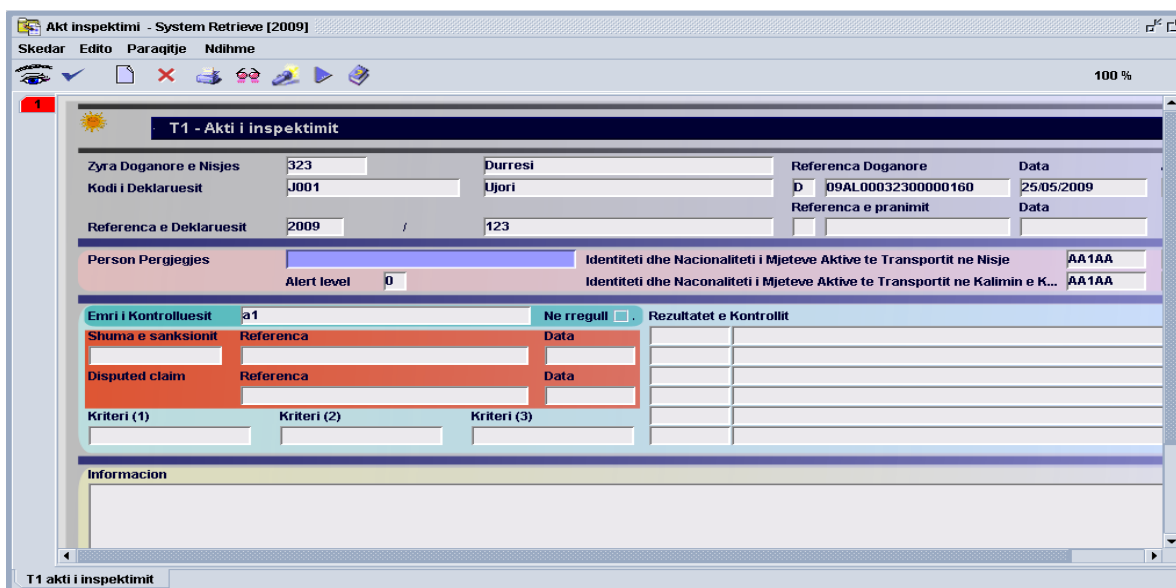 Akt inspektimi - System Retrieve [2009]
Skedar Edito Paraqitje Ndihme
100 %
1
T1 - Akti i inspektimit
Zyra Doganore e Nisjes 323 Durresi Referenca Doganore Data
Kodi i Deklaruesit J001 Ujori D 09AL00032300000160 25/05/2009
Referenca e pranimit Data
Referenca e Deklaruesit 2009 / 123
Person Pergjegjes Identiteti dhe Nacionaliteti i Mjeteve Aktive te Transportit ne Nisje AA1AA
Alert level 0 Identiteti dhe Naconaliteti i Mjeteve Aktive te Transportit ne Kalimin e K... AA1AA
Emri i Kontrolluesit a1 Ne rregull . Rezultatet e Kontrollit
Shuma e sanksionit Referenca Data
Disputed claim Referenca Data
Kriteri (1) Kriteri (2) Kriteri (3)
Informacion
T1 akti i inspektimit